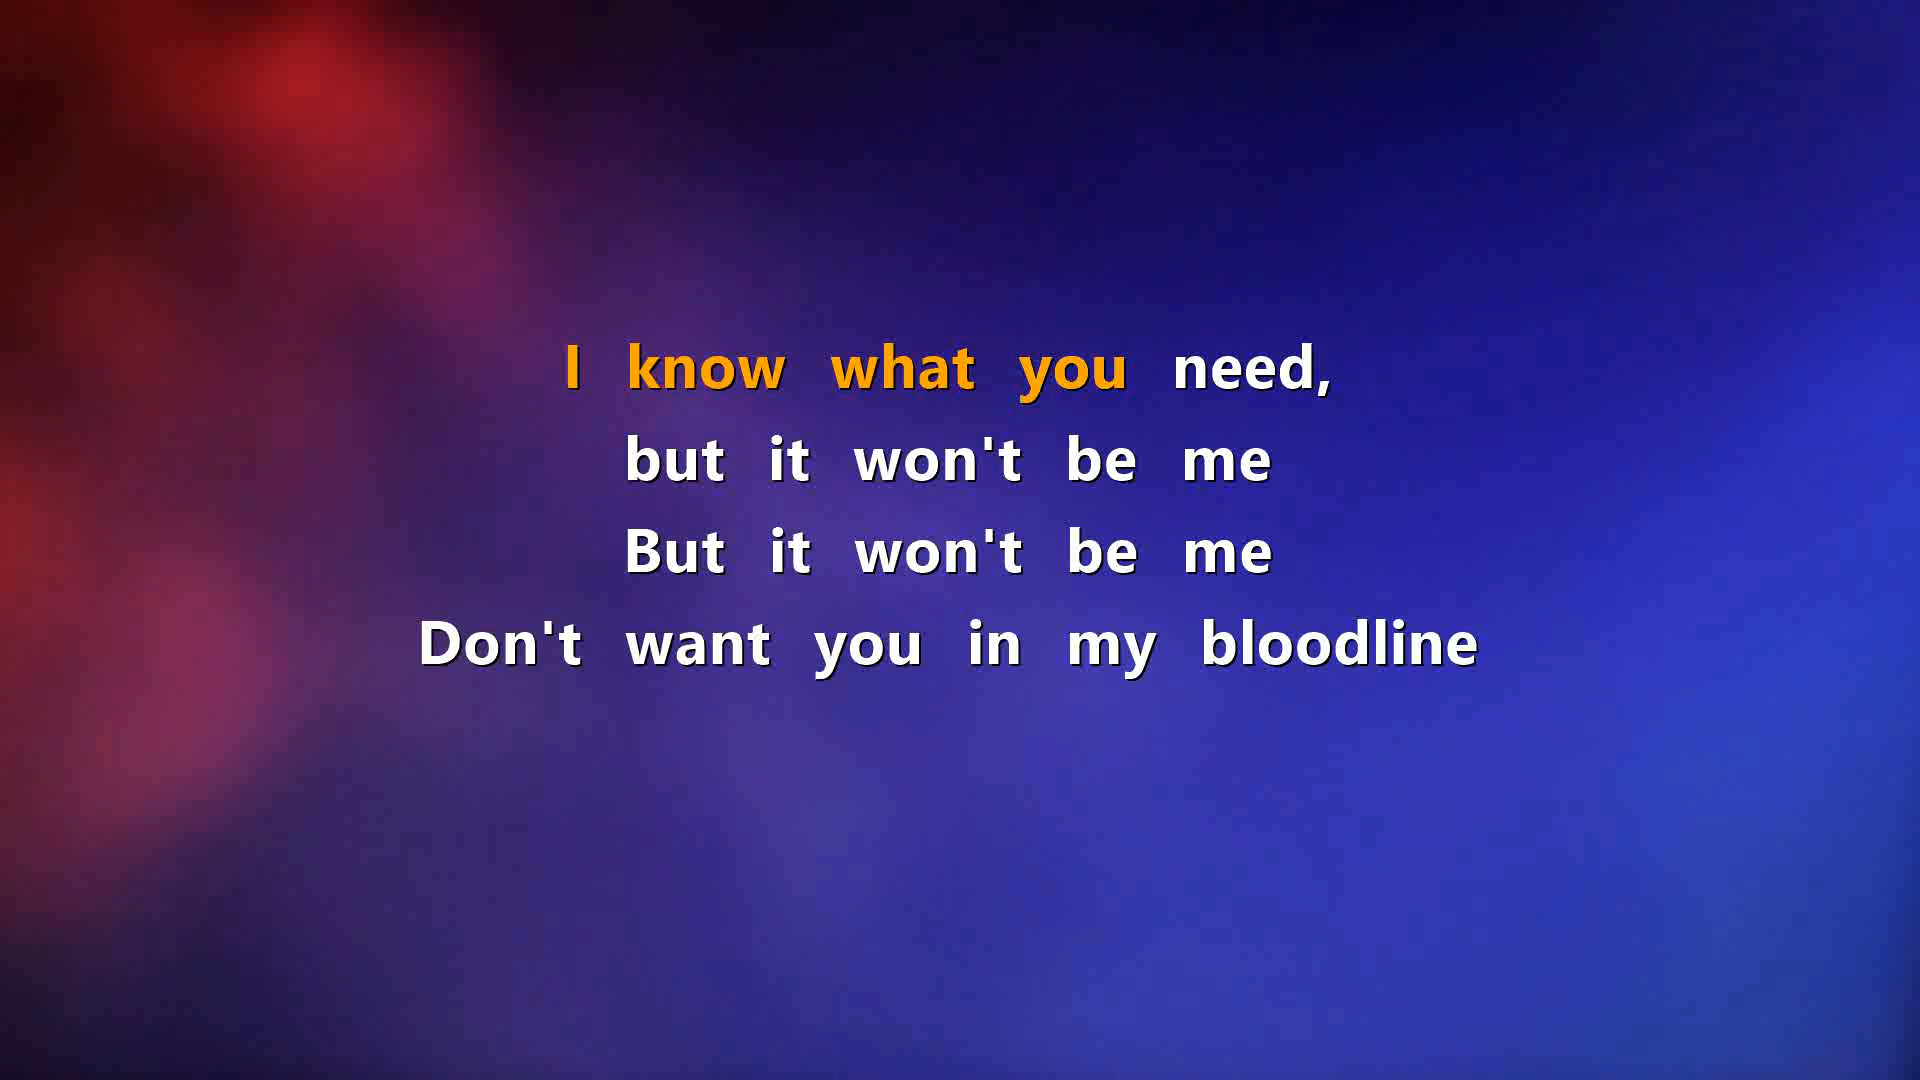 I know what you need,
but it won't be me
But it won't be me
Don't want you in my bloodline